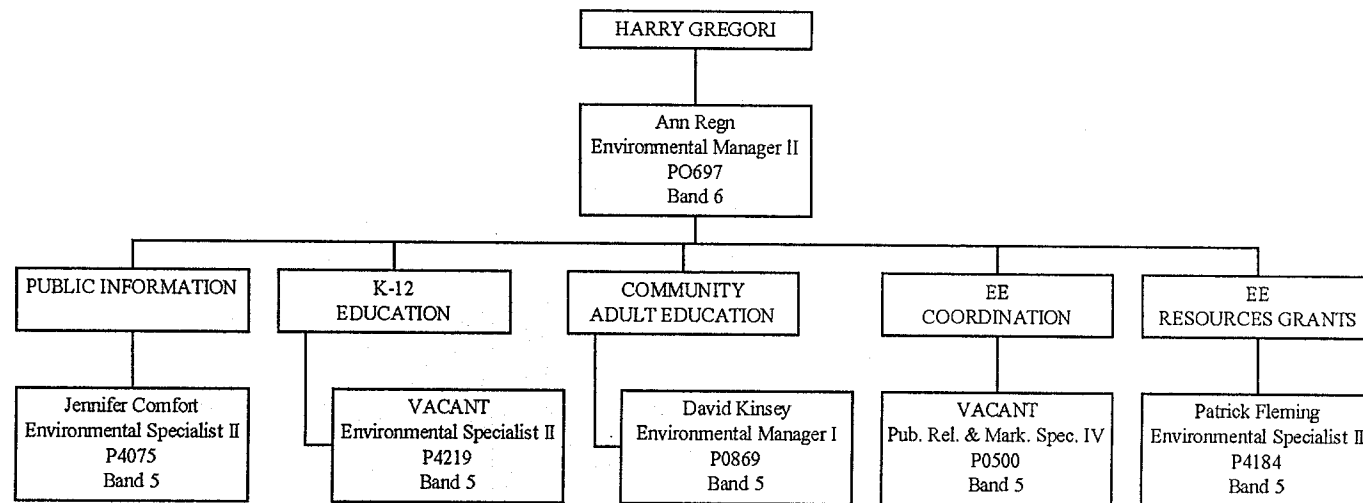 HARRY GREGORI
Ann Regn
Environmental Manager II
PO697
Band 6
PUBLIC INFORMATION
K-12
EDUCATION
COMMUNITY
ADULT EDUCATION
EE
COORDINATION
EE
RESOURCES GRANTS
Jennifer Comfort
Environmental Specialist II
P4075
Band 5
VACANT
Environmental Specialist II
P4219
Band 5
David Kinsey
Environmental Manager I
P0869
Band 5
VACANT
Pub. Rel. & Mark. Spec. IV
P0500
Band 5
Patrick Fleming
Environmental Specialist II
P4184
Band 5